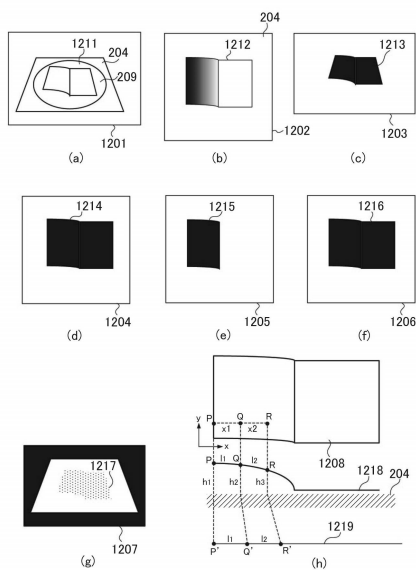 1211
204
209
1201
(a)
204
1212
1202
(b)
1213
1203
(c)
1214
1204
(d)
1215
1205
(e)
1216
1206
(f)
1217
1207
(g)
y
x
P
Q
R
x1
x2
1208
P
l1
Q
l2
R
h1
h2
h3
1218
204
1219
P'
l1
Q'
l2
R'
(h)